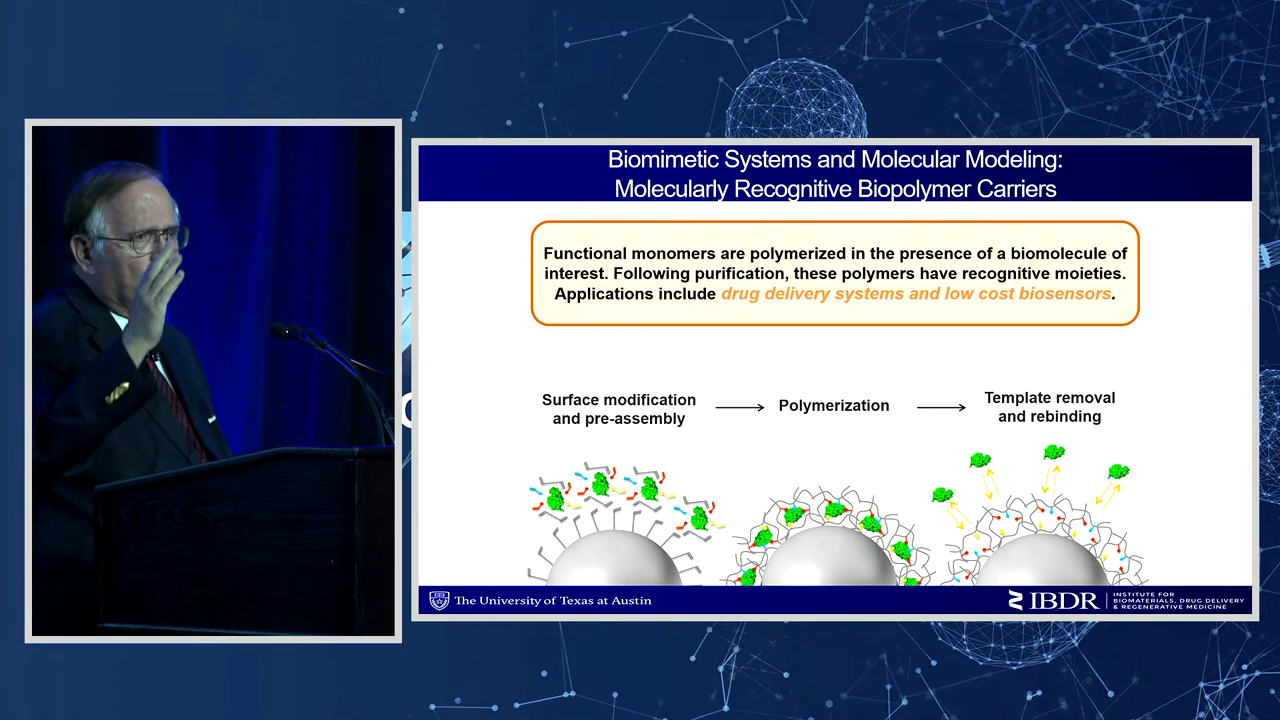 Biomimetic Systems and Molecular Modeling:
Molecularly Recognitive Biopolymer Carriers
Functional monomers are polymerized in the presence of a biomolecule of
interest. Following purification, these polymers have recognitive moieties.
Applications include drug delivery systems and low cost biosensors.
Surface modification
and pre-assembly
Polymerization
Template removal
and rebinding
The University of Texas at Austin
IBDR
INSTITUTE FOR
BIOMATERIALS, DRUG DELIVERY
& REGENERATIVE MEDICINE